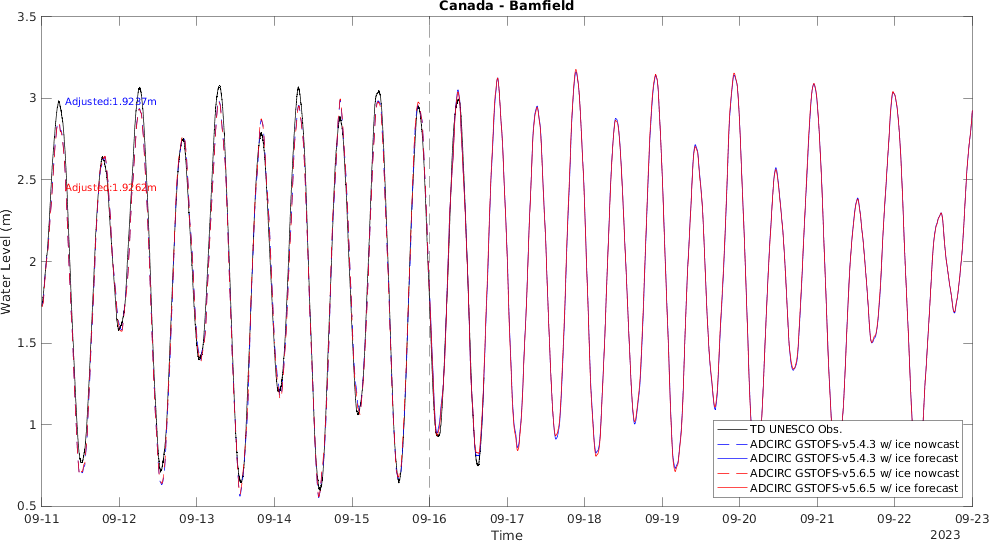 Canada - Bamfield
3.5
3
2.5
2
1.5
1
0.5
Water Level (m)
Adjusted:1.9237m
Adjusted:1.9262m
TD UNESCO Obs.
ADCIRC GSTOFS-v5.4.3 w/ ice nowcast
ADCIRC GSTOFS-v5.4.3 w/ ice forecast
ADCIRC GSTOFS-v5.6.5 w/ ice nowcast
ADCIRC GSTOFS-v5.6.5 w/ ice forecast
09-11 09-12 09-13 09-14 09-15 09-16 09-17 09-18 09-19 09-20 09-21 09-22 09-23
Time
2023